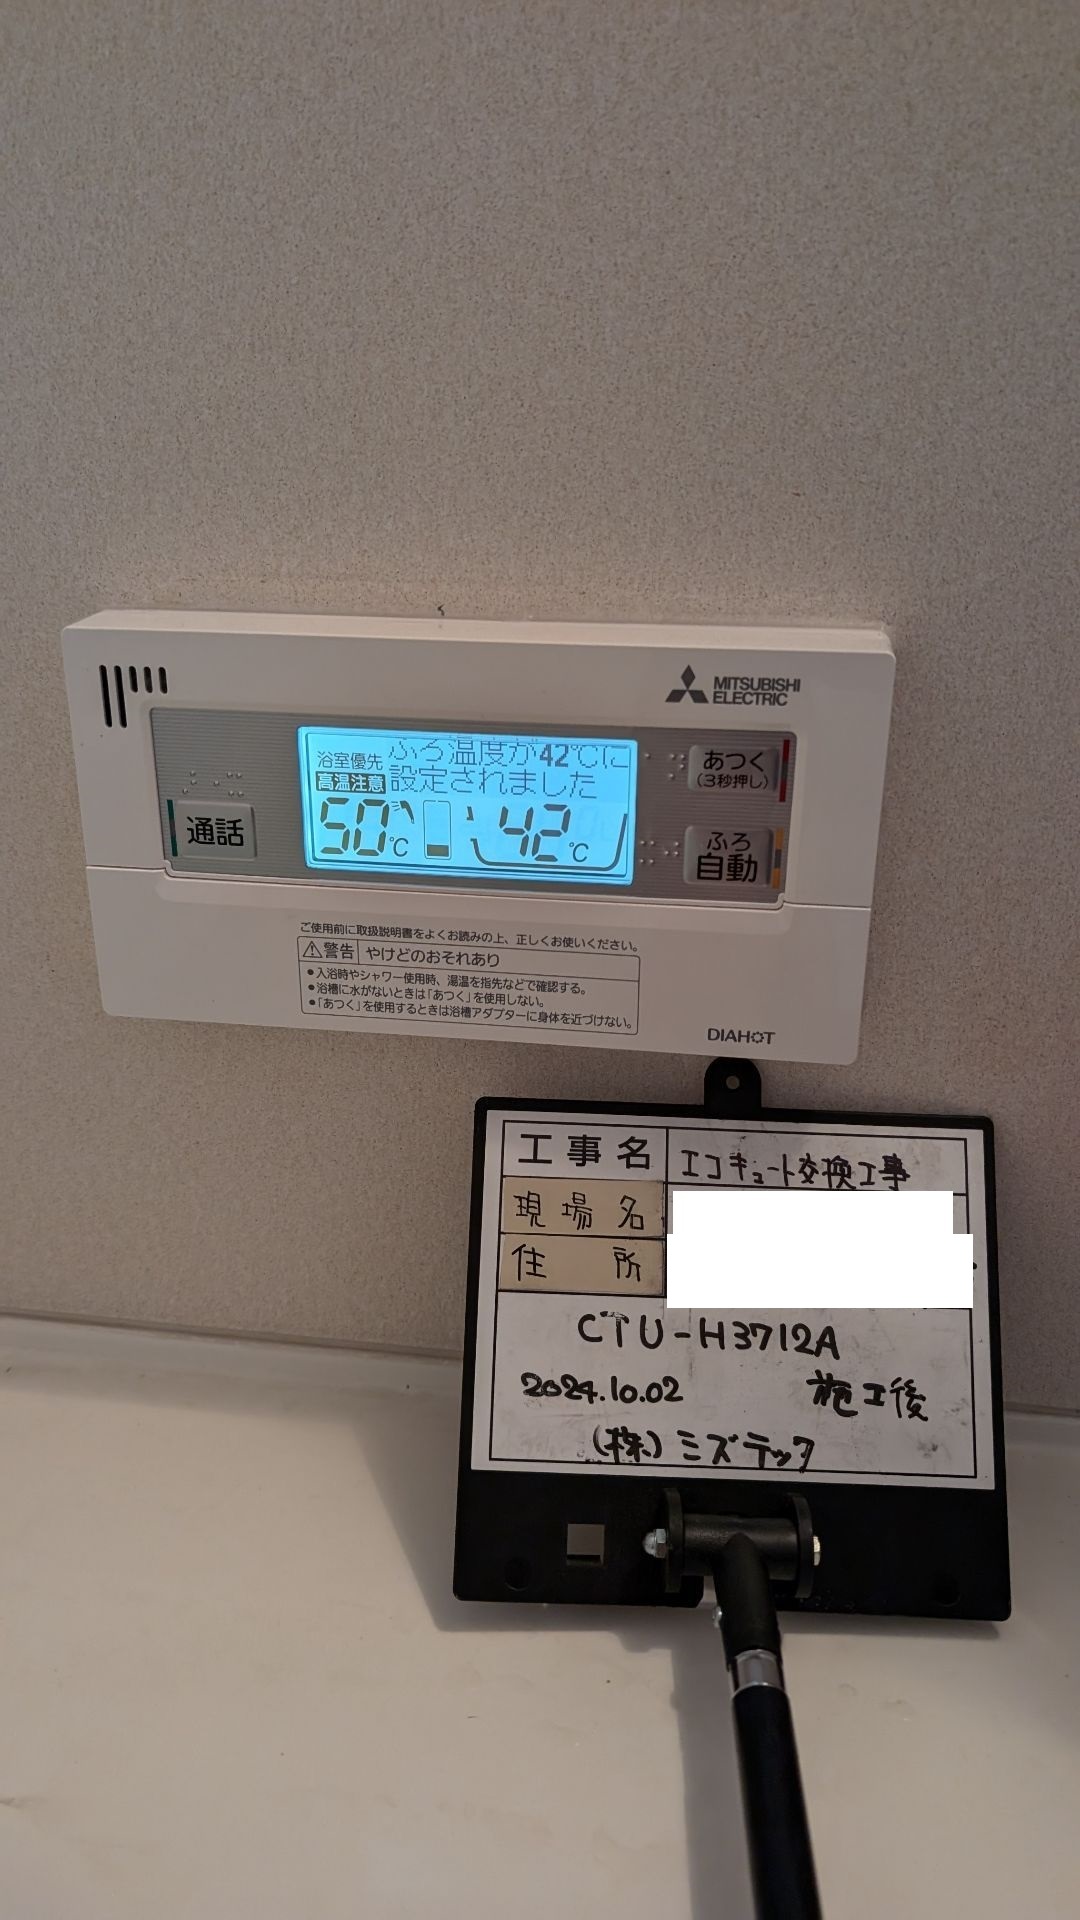 MITSUBISHI
ELECTRIC
浴室優先 ふろ温度が42℃に
高温注意 設定されました
50℃ 42℃
あつく
(3秒押し)
通話
ふろ
自動
ご使用前に取扱説明書をよくお読みの上、正しくお使いください。
⚠警告 やけどのおそれあり
●入浴時やシャワー使用時、湯温を指先などで確認する。
●浴槽に水がないときは「あつく」を使用しない。
●「あつく」を使用するときは浴槽アダプターに身体を近づけない。
DIAHOT
工事名 エコキュート交換工事
現場名
住所
CTU-H3712A
2024.10.02 施工後
(株)ミズテック